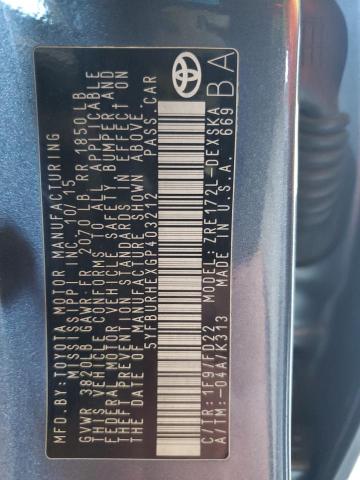 MFD. BY: TOYOTA MOTOR MANUFACTURING
MISSISSIPPI, INC. 10/15
GVWR 3820LB GAWR FR 2070LB RR 1850LB
THIS VEHICLE CONFORMS TO ALL APPLICABLE
FEDERAL MOTOR VEHICLE SAFETY BUMPER, AND
THEFT PREVENTION STANDARDS IN EFFECT ON
THE DATE OF MANUFACTURE SHOWN ABOVE.
5YFBURHEXGP403212 PASS. CAR
C/TR: 1F9/FD22 MODEL: ZRE172L-DEXSKA
A/TM: -04A/K313 MADE IN U.S.A. 669
BA
TOYOTA